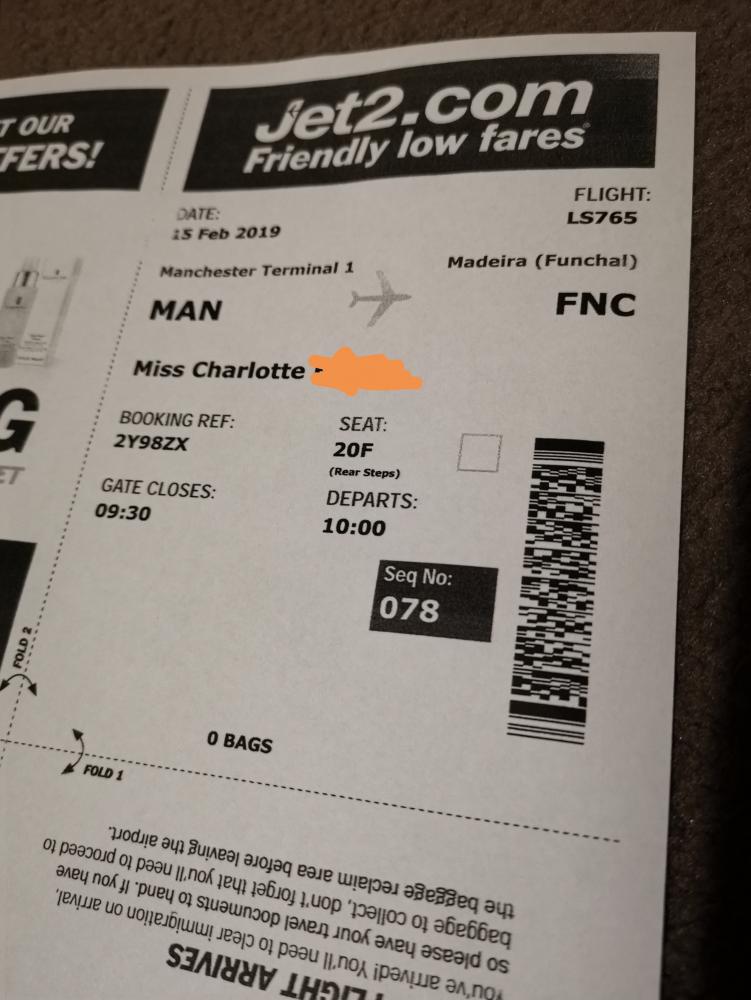 T OUR
FFERS!
Jet2.com
Friendly low fares
DATE:
15 Feb 2019
FLIGHT:
LS765
Manchester Terminal 1
Madeira (Funchal)
MAN
FNC
Miss Charlotte
BOOKING REF:
2Y98ZX
SEAT:
20F
(Rear Steps)
GATE CLOSES:
09:30
DEPARTS:
10:00
Seq No:
078
G
ET
FOLD 2
0 BAGS
FOLD 1
FLIGHT ARRIVES
You've arrived! You'll need to clear immigration on arrival,
so please have your travel documents to hand. If you have
baggage to collect, don't forget that you'll need to proceed to
the baggage reclaim area before leaving the airport.